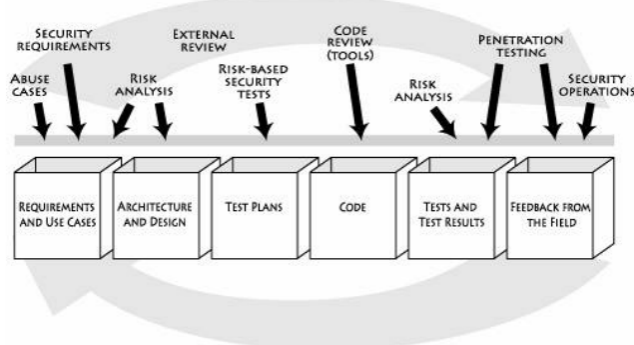 SECURITY
REQUIREMENTS
EXTERNAL
REVIEW
CODE
REVIEW
(TOOLS)
PENETRATION
TESTING
ABUSE
CASES
RISK
ANALYSIS
RISK-BASED
SECURITY
TESTS
RISK
ANALYSIS
SECURITY
OPERATIONS
REQUIREMENTS
AND USE CASES
ARCHITECTURE
AND DESIGN
TEST PLANS
CODE
TESTS AND
TEST RESULTS
FEEDBACK FROM
THE FIELD